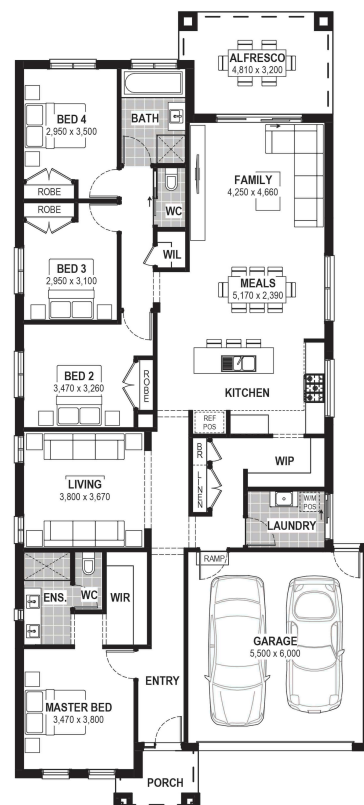 ALFRESCO
4,810 x 3,200
BED 4
2,950 x 3,500
BATH
ROBE
ROBE
WC
FAMILY
4,250 x 4,660
WIL
BED 3
2,950 x 3,100
MEALS
5,170 x 2,390
BED 2
3,470 x 3,260
ROBE
KITCHEN
REF
POS
LIVING
3,800 x 3,670
BR
LINEN
WIP
W/M
POS
LAUNDRY
RAMP
ENS.
WC
WIR
GARAGE
5,500 x 6,000
MASTER BED
3,470 x 3,800
ENTRY
PORCH